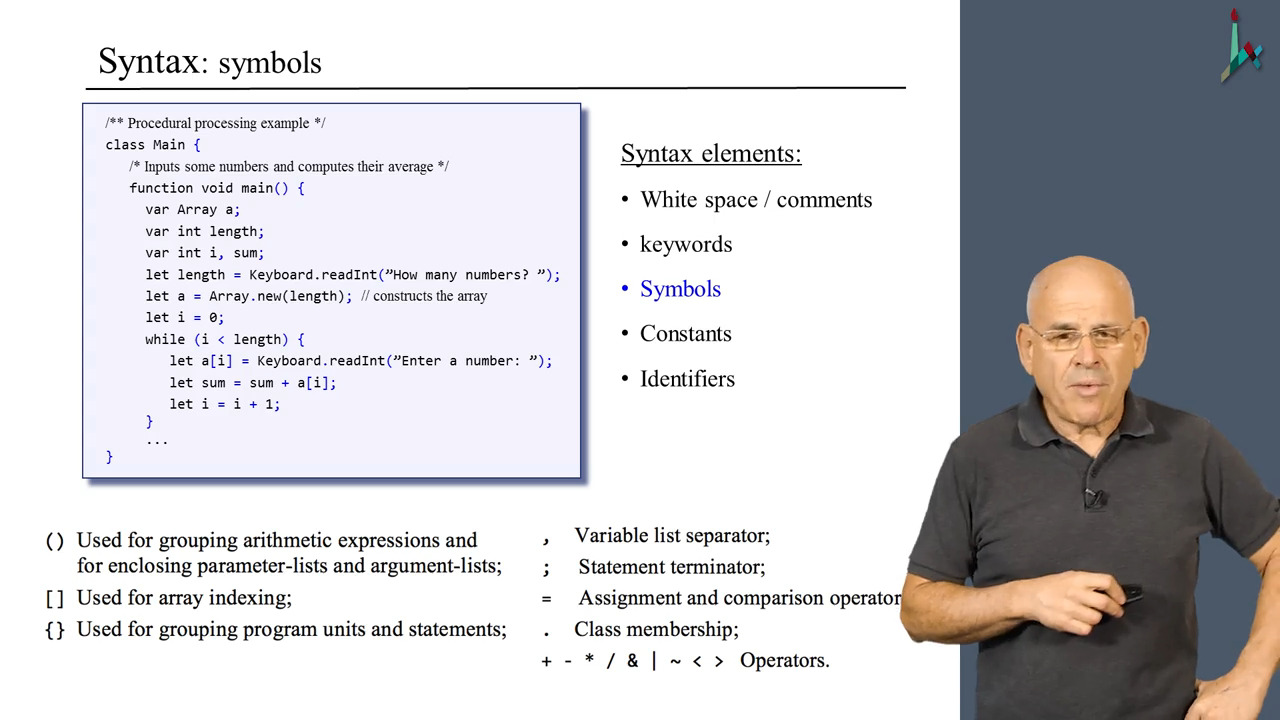 Syntax: symbols
/** Procedural processing example */
class Main {
/* Inputs some numbers and computes their average */
function void main() {
var Array a;
var int length;
var int i, sum;
let length = Keyboard.readInt(”How many numbers? ”);
let a = Array.new(length); // constructs the array
let i = 0;
while (i < length) {
let a[i] = Keyboard.readInt(”Enter a number: ”);
let sum = sum + a[i];
let i = i + 1;
}
...
}
Syntax elements:
• White space / comments
• keywords
• Symbols
• Constants
• Identifiers
() Used for grouping arithmetic expressions and
for enclosing parameter-lists and argument-lists;
[] Used for array indexing;
{} Used for grouping program units and statements;
, Variable list separator;
; Statement terminator;
= Assignment and comparison operator
. Class membership;
+ - * / & | ~ < > Operators.